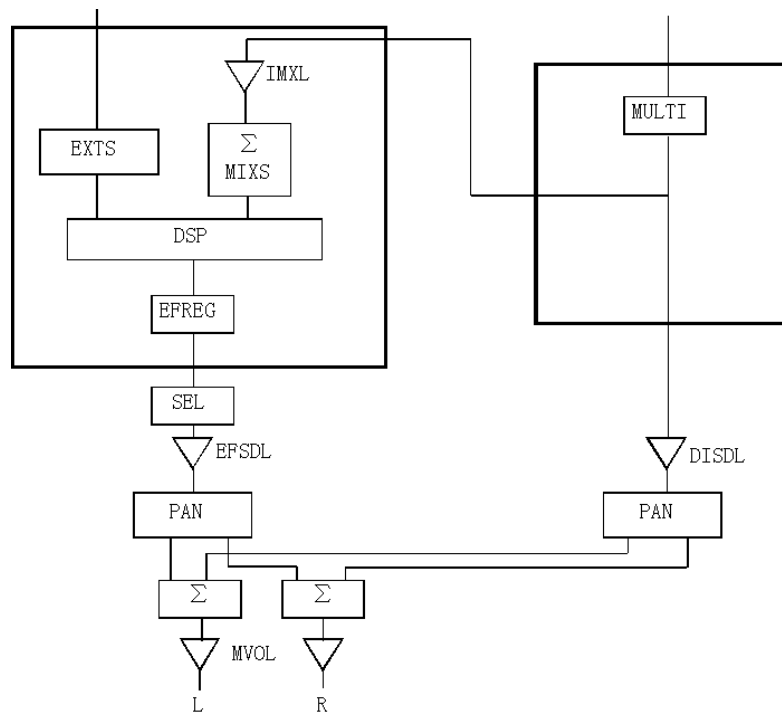 IMXL
MULTI
EXTS
Σ
MIXS
DSP
EFREG
SEL
EFSDL
DISDL
PAN
PAN
Σ
Σ
MVOL
L
R